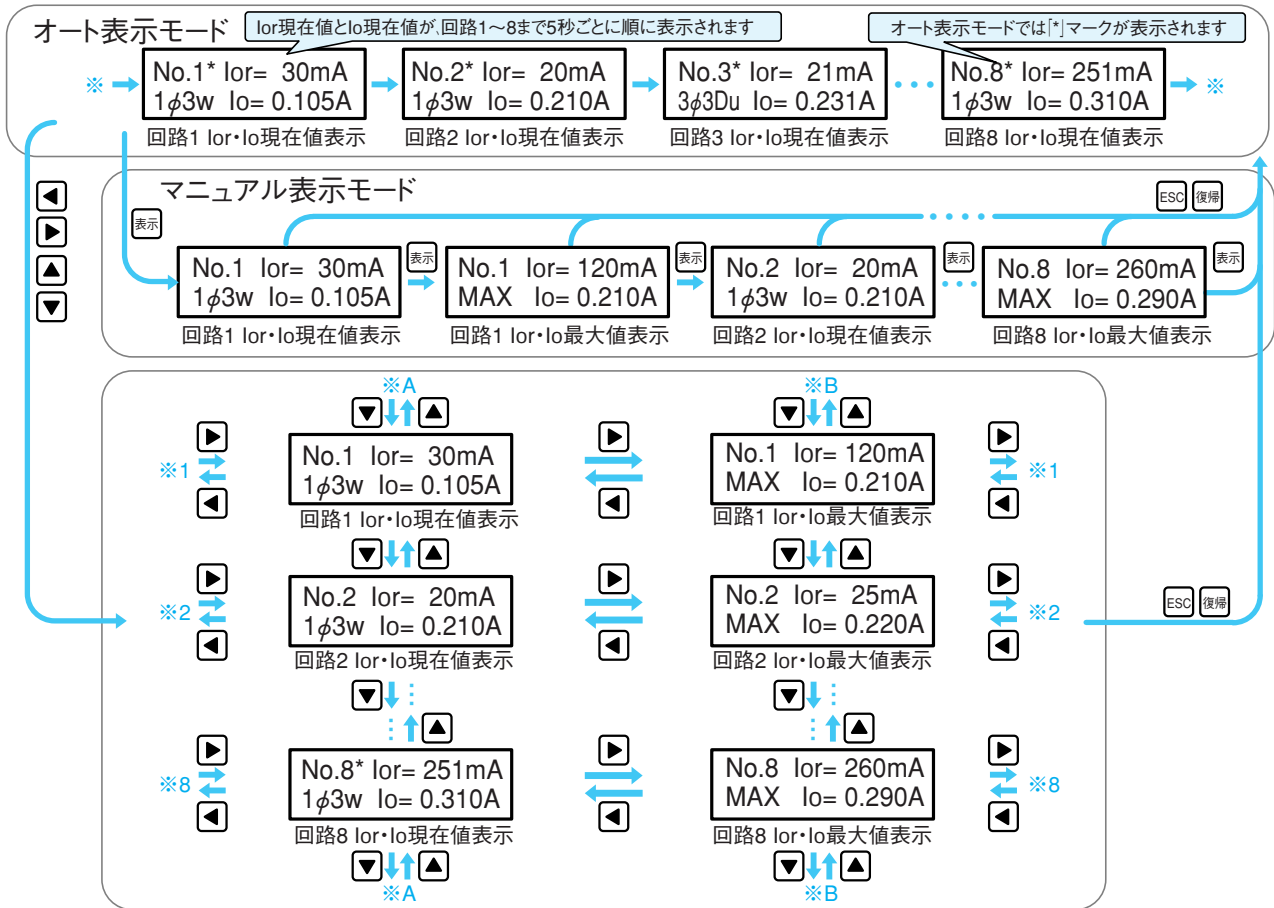 オート表示モード
Ior現在値とIo現在値が、回路1〜8まで5秒ごとに順に表示されます
オート表示モードでは[*]マークが表示されます
※
No.1* Ior= 30mA
1φ3w Io= 0.105A
回路1 Ior・Io現在値表示
No.2* Ior= 20mA
1φ3w Io= 0.210A
回路2 Ior・Io現在値表示
No.3* Ior= 21mA
3φ3Du Io= 0.231A
回路3 Ior・Io現在値表示
No.8* Ior= 251mA
1φ3w Io= 0.310A
回路8 Ior・Io現在値表示
※
マニュアル表示モード
ESC 復帰
表示
No.1 Ior= 30mA
1φ3w Io= 0.105A
回路1 Ior・Io現在値表示
表示
No.1 Ior= 120mA
MAX Io= 0.210A
回路1 Ior・Io最大値表示
表示
No.2 Ior= 20mA
1φ3w Io= 0.210A
回路2 Ior・Io現在値表示
表示
No.8 Ior= 260mA
MAX Io= 0.290A
回路8 Ior・Io最大値表示
表示
※A
※B
※1
No.1 Ior= 30mA
1φ3w Io= 0.105A
回路1 Ior・Io現在値表示
No.1 Ior= 120mA
MAX Io= 0.210A
回路1 Ior・Io最大値表示
※1
※2
No.2 Ior= 20mA
1φ3w Io= 0.210A
回路2 Ior・Io現在値表示
No.2 Ior= 25mA
MAX Io= 0.220A
回路2 Ior・Io最大値表示
※2
ESC 復帰
※8
No.8* Ior= 251mA
1φ3w Io= 0.310A
回路8 Ior・Io現在値表示
No.8 Ior= 260mA
MAX Io= 0.290A
回路8 Ior・Io最大値表示
※8
※A
※B